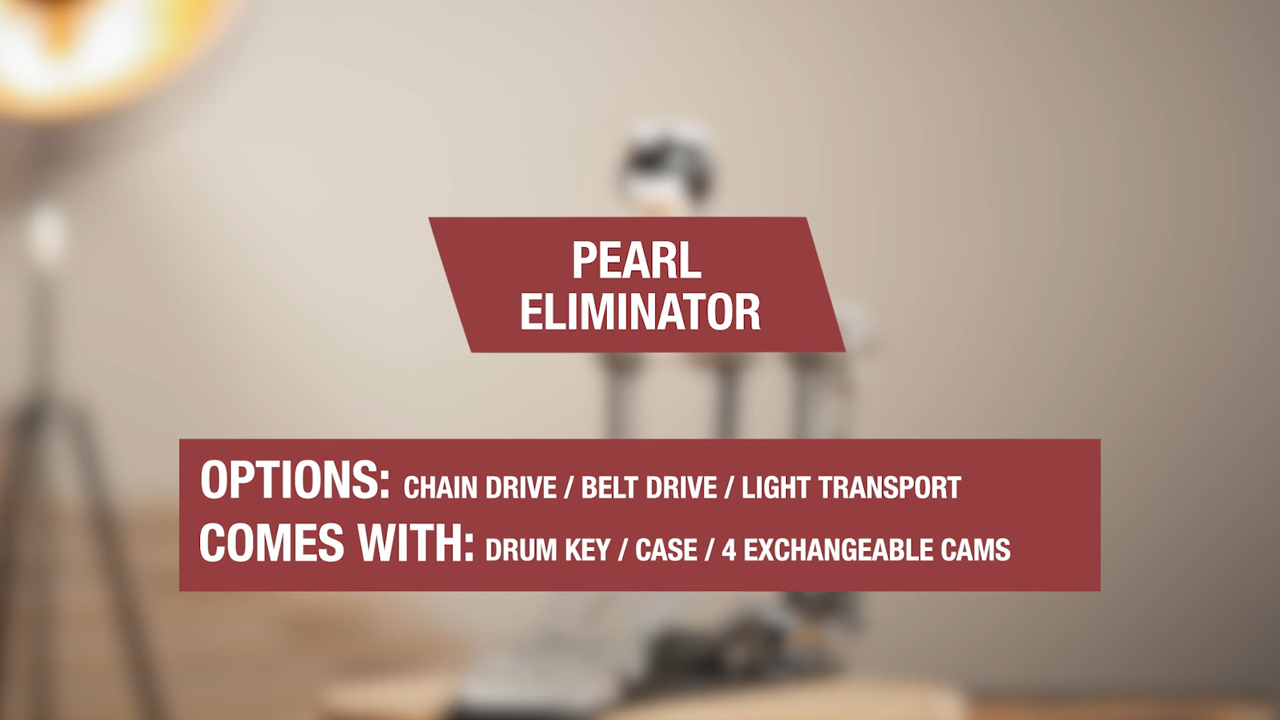 PEARL
ELIMINATOR
OPTIONS: CHAIN DRIVE / BELT DRIVE / LIGHT TRANSPORT
COMES WITH: DRUM KEY / CASE / 4 EXCHANGEABLE CAMS